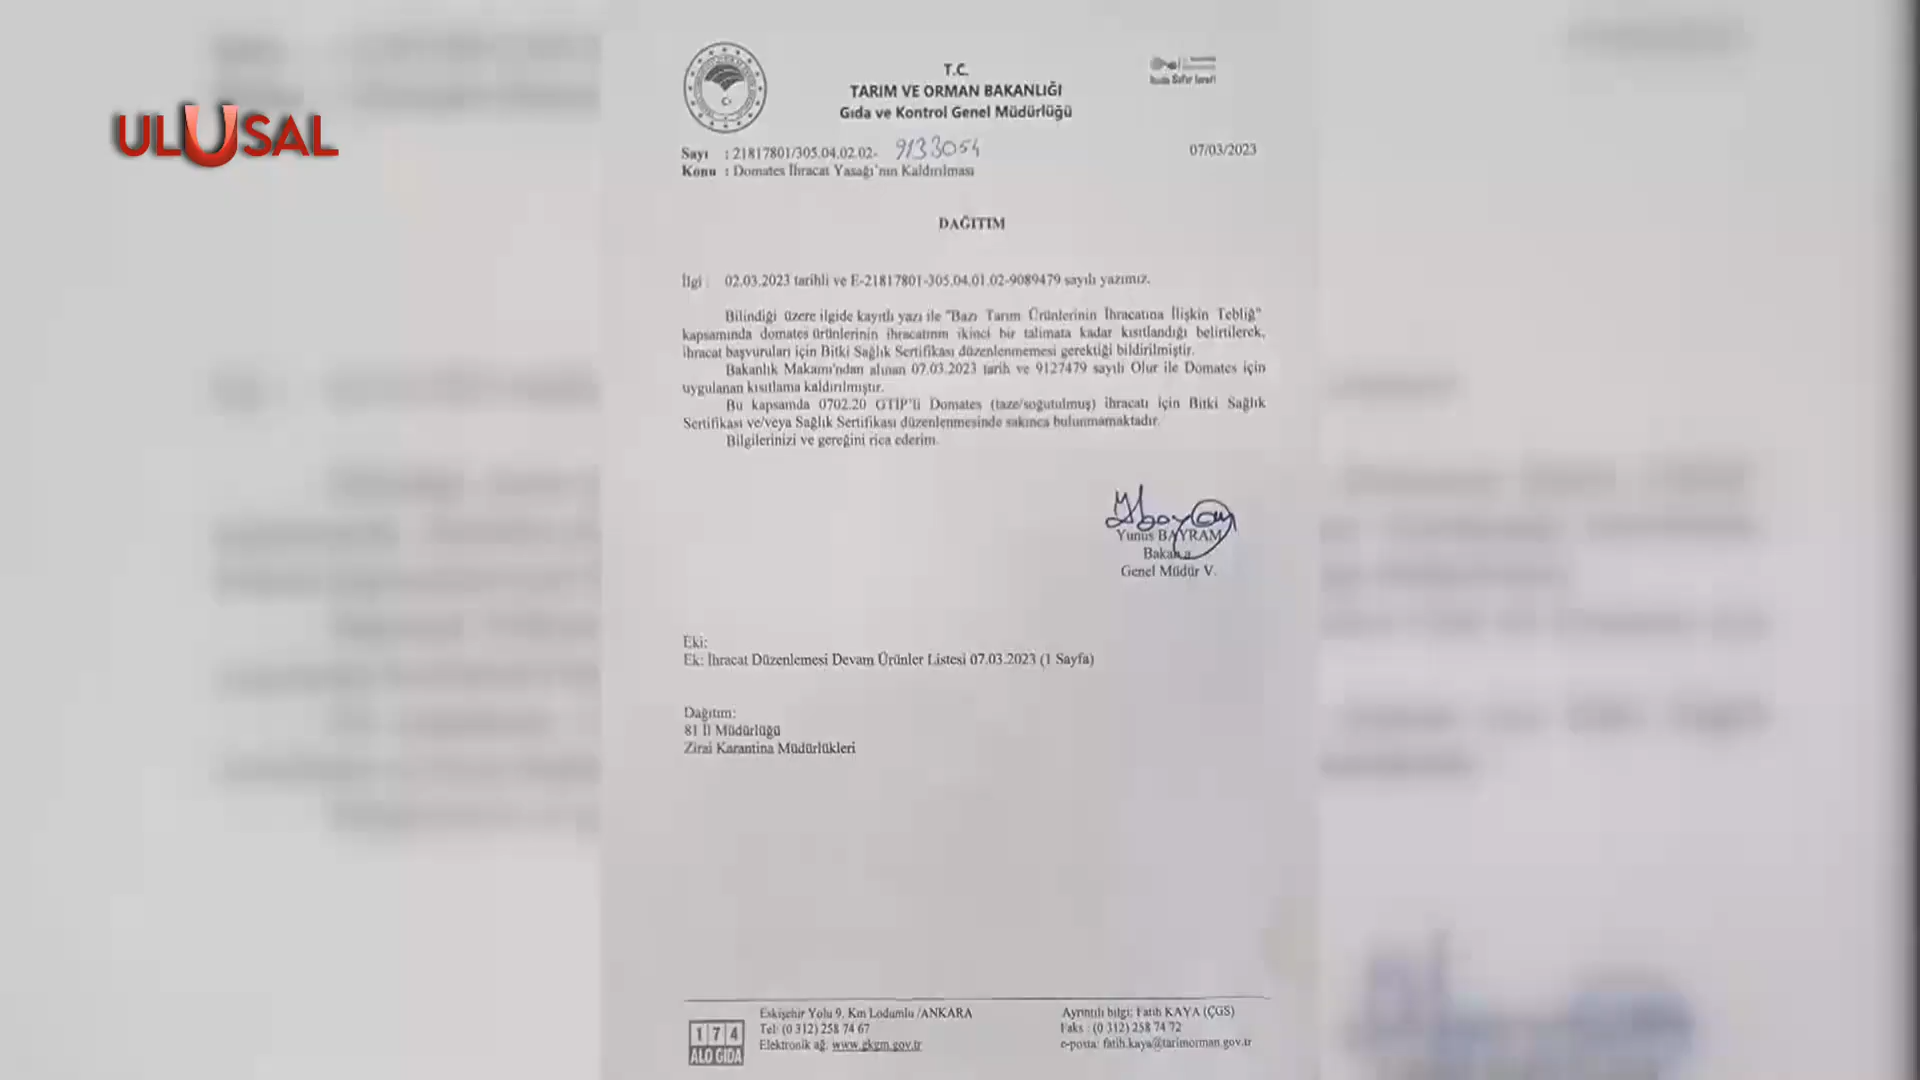 ULUSAL
T.C.
TARIM VE ORMAN BAKANLIĞI
Gıda ve Kontrol Genel Müdürlüğü
Sayı : 21817801/305.04.02.02- 9133054
07/03/2023
Konu : Domates İhracat Yasağı'nın Kaldırılması
DAĞITIM
İlgi : 02.03.2023 tarihli ve E-21817801-305.04.01.02-9089479 sayılı yazımız.
Bilindiği üzere ilgide kayıtlı yazı ile "Bazı Tarım Ürünlerinin İhracatına İlişkin Tebliğ"
kapsamında domates ürünlerinin ihracatının ikinci bir talimata kadar kısıtlandığı belirtilerek,
ihracat başvuruları için Bitki Sağlık Sertifikası düzenlenmemesi gerektiği bildirilmiştir.
Bakanlık Makamı'ndan alınan 07.03.2023 tarih ve 9127479 sayılı Olur ile Domates için
uygulanan kısıtlama kaldırılmıştır.
Bu kapsamda 0702.20 GTİP'li Domates (taze/soğutulmuş) ihracatı için Bitki Sağlık
Sertifikası ve/veya Sağlık Sertifikası düzenlenmesinde sakınca bulunmamaktadır.
Bilgilerinizi ve gereğini rica ederim.
Yunus BAYRAM
Bakan a.
Genel Müdür V.
Eki:
Ek: İhracat Düzenlemesi Devam Ürünler Listesi 07.03.2023 (1 Sayfa)
Dağıtım:
81 İl Müdürlüğü
Zirai Karantina Müdürlükleri
174
ALO GIDA
Eskişehir Yolu 9. Km Lodumlu /ANKARA
Tel: (0 312) 258 74 67
Elektronik ağ: www.gkgm.gov.tr
Ayrıntılı bilgi: Fatih KAYA (ÇGS)
Faks : (0 312) 258 74 72
e-posta: fatih.kaya@tarimorman.gov.tr